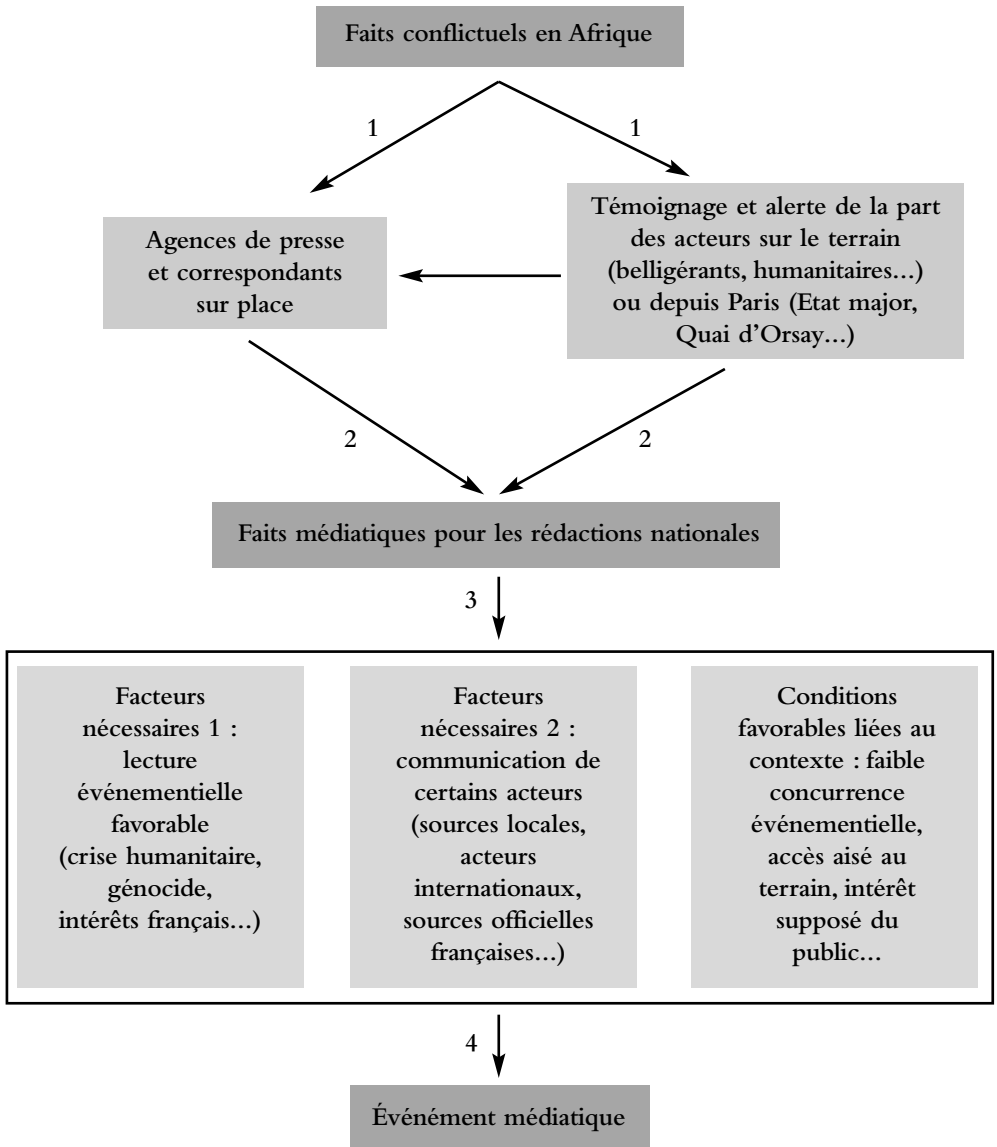 Faits conflictuels en Afrique
1
1
Agences de presse
et correspondants
sur place
Témoignage et alerte de la part
des acteurs sur le terrain
(belligérants, humanitaires...)
ou depuis Paris (Etat major,
Quai d’Orsay...)
2
2
Faits médiatiques pour les rédactions nationales
3
Facteurs
nécessaires 1 :
lecture
événementielle
favorable
(crise humanitaire,
génocide,
intérêts français...)
Facteurs
nécessaires 2 :
communication de
certains acteurs
(sources locales,
acteurs
internationaux,
sources officielles
françaises...)
Conditions
favorables liées au
contexte : faible
concurrence
événementielle,
accès aisé au
terrain, intérêt
supposé du
public...
4
Événément médiatique